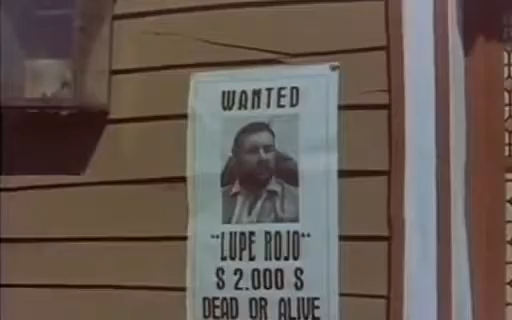 WANTED
"LUPE ROJO"
$ 2.000 $
DEAD OR ALIVE